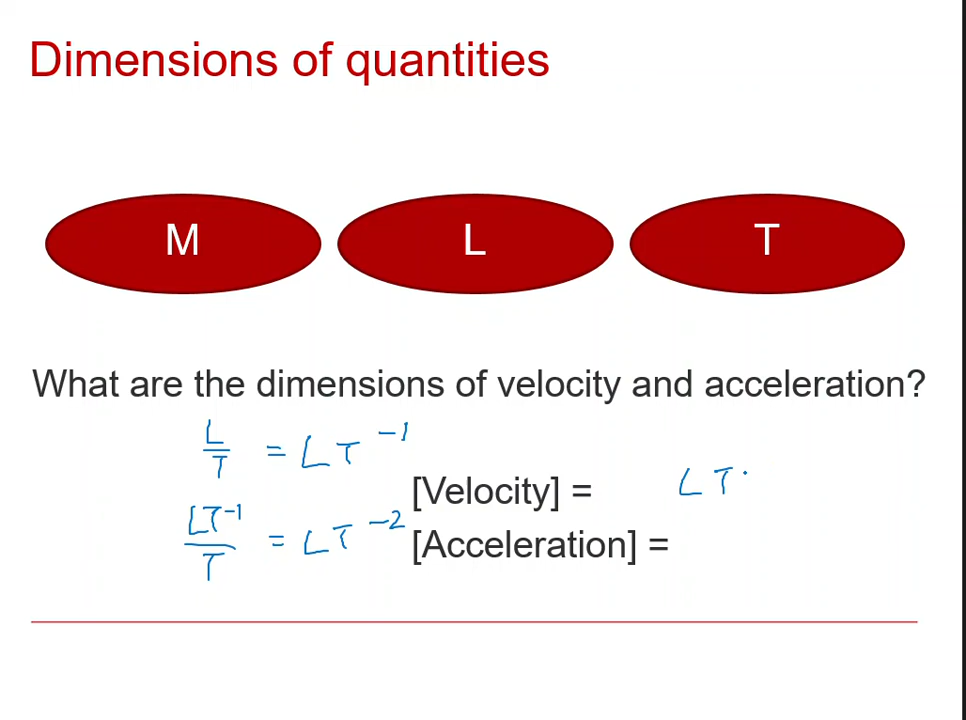 Dimensions of quantities
M L T
What are the dimensions of velocity and acceleration?
L/T = LT⁻¹
[Velocity] = LT
LT⁻¹/T = LT⁻²
[Acceleration] =